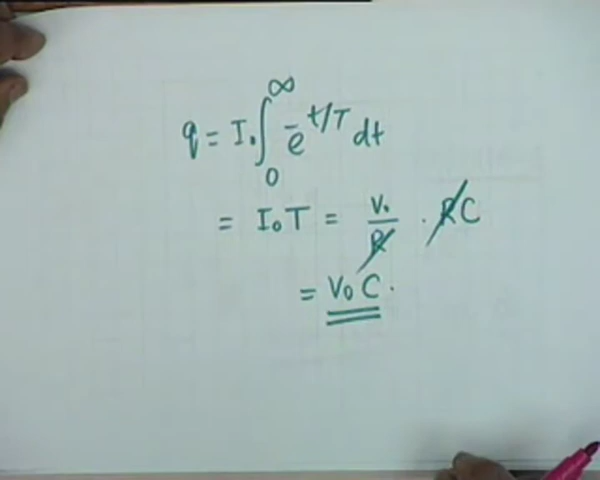 q = I₀ ∫₀^∞ e^{-t/T} dt
= I₀T = V₀/R · RC
= V₀C.